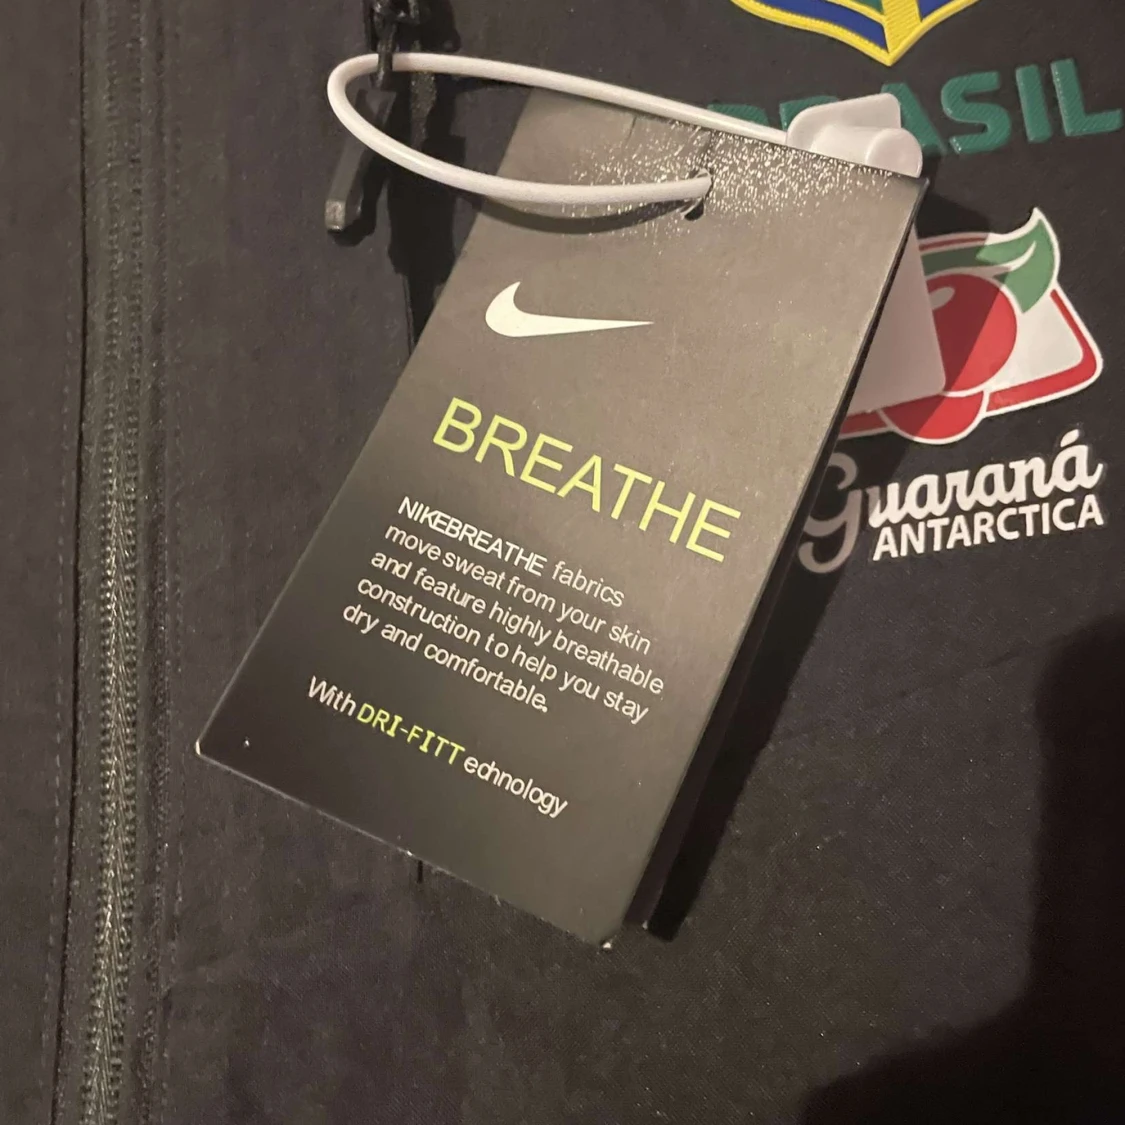 BRASIL
Guaraná
ANTARCTICA
BREATHE
NIKEBREATHE fabrics
move sweat from your skin
and feature highly breathable
construction to help you stay
dry and comfortable.
With DRI-FITT echnology